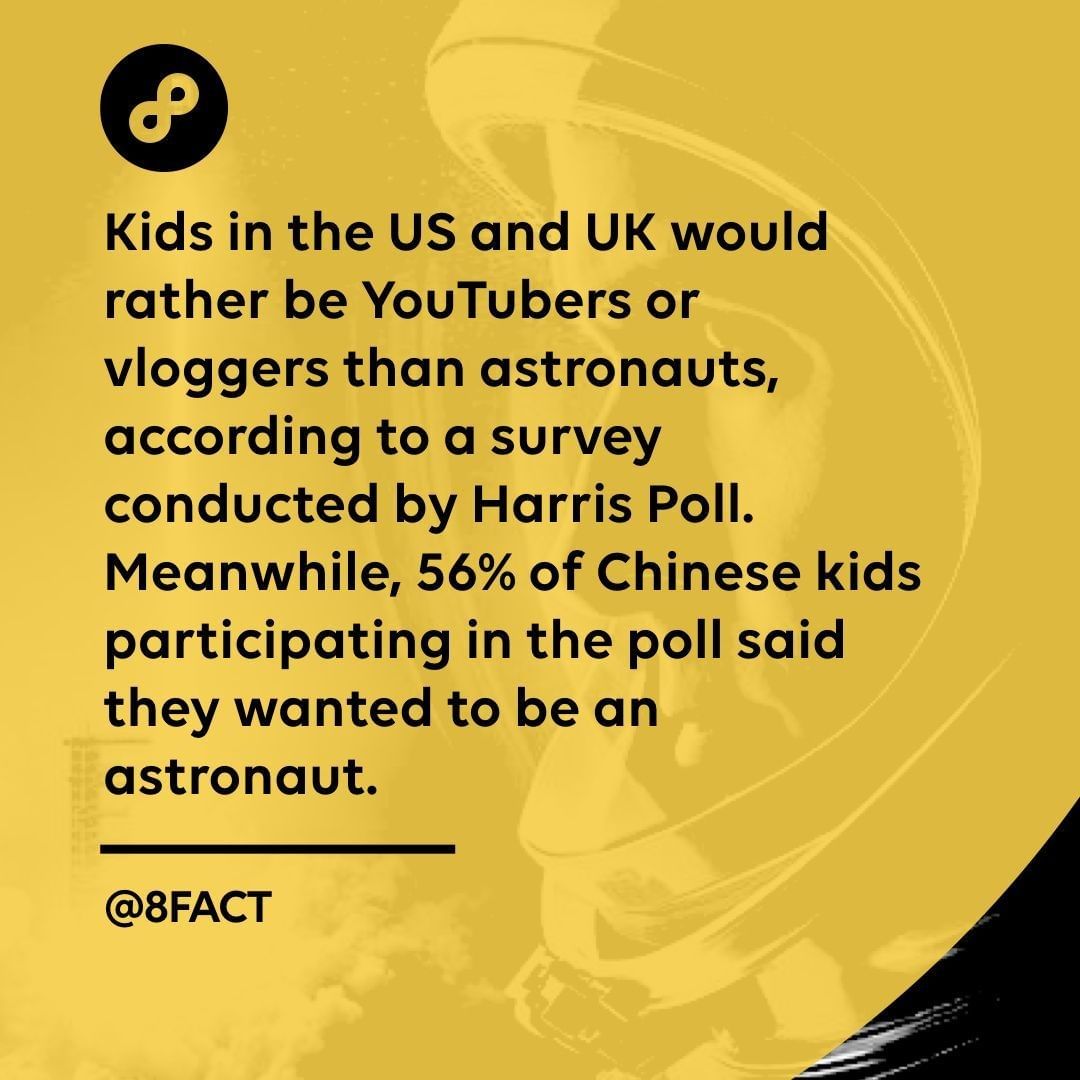 Kids in the US and UK would
rather be YouTubers or
vloggers than astronauts,
according to a survey
conducted by Harris Poll.
Meanwhile, 56% of Chinese kids
participating in the poll said
they wanted to be an
astronaut.
@8FACT